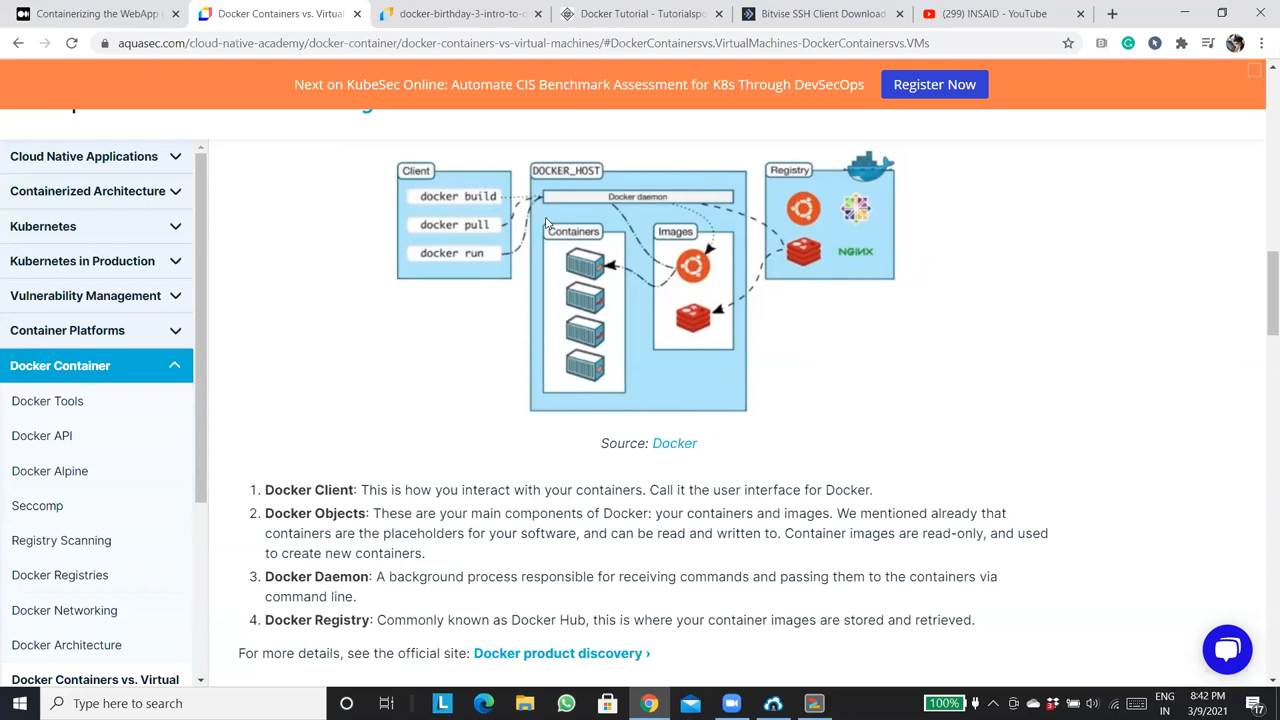 Containerizing the WebApp
Docker Containers vs. Virtual
docker-birthday-3-intro-to-c
Docker Tutorial - Tutorialspo
Bitvise SSH Client Download
(299) INSAID - YouTube
aquasec.com/cloud-native-academy/docker-container/docker-containers-vs-virtual-machines/#DockerContainersvs.VirtualMachines-DockerContainersvs.VMs
Next on KubeSec Online: Automate CIS Benchmark Assessment for K8s Through DevSecOps
Register Now
Cloud Native Applications
Containerized Architecture
Kubernetes
Kubernetes in Production
Vulnerability Management
Container Platforms
Docker Container
Docker Tools
Docker API
Docker Alpine
Seccomp
Registry Scanning
Docker Registries
Docker Networking
Docker Architecture
Docker Containers vs. Virtual
Client
DOCKER_HOST
Registry
docker build
Docker daemon
docker pull
Containers
Images
docker run
NGINX
Source: Docker
1. Docker Client: This is how you interact with your containers. Call it the user interface for Docker.
2. Docker Objects: These are your main components of Docker: your containers and images. We mentioned already that
containers are the placeholders for your software, and can be read and written to. Container images are read-only, and used
to create new containers.
3. Docker Daemon: A background process responsible for receiving commands and passing them to the containers via
command line.
4. Docker Registry: Commonly known as Docker Hub, this is where your container images are stored and retrieved.
For more details, see the official site: Docker product discovery ›
Type here to search
100%
ENG
IN
8:42 PM
3/9/2021
17